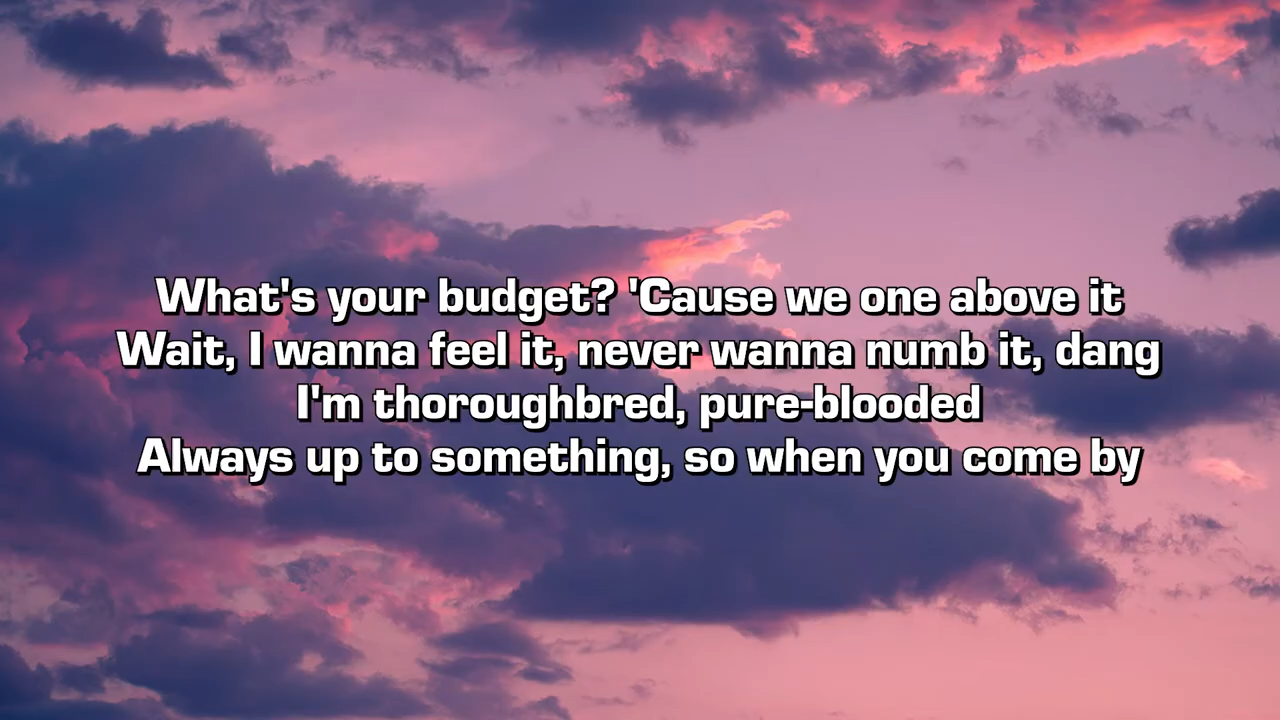 What's your budget? 'Cause we one above it
Wait, I wanna feel it, never wanna numb it, dang
I'm thoroughbred, pure-blooded
Always up to something, so when you come by